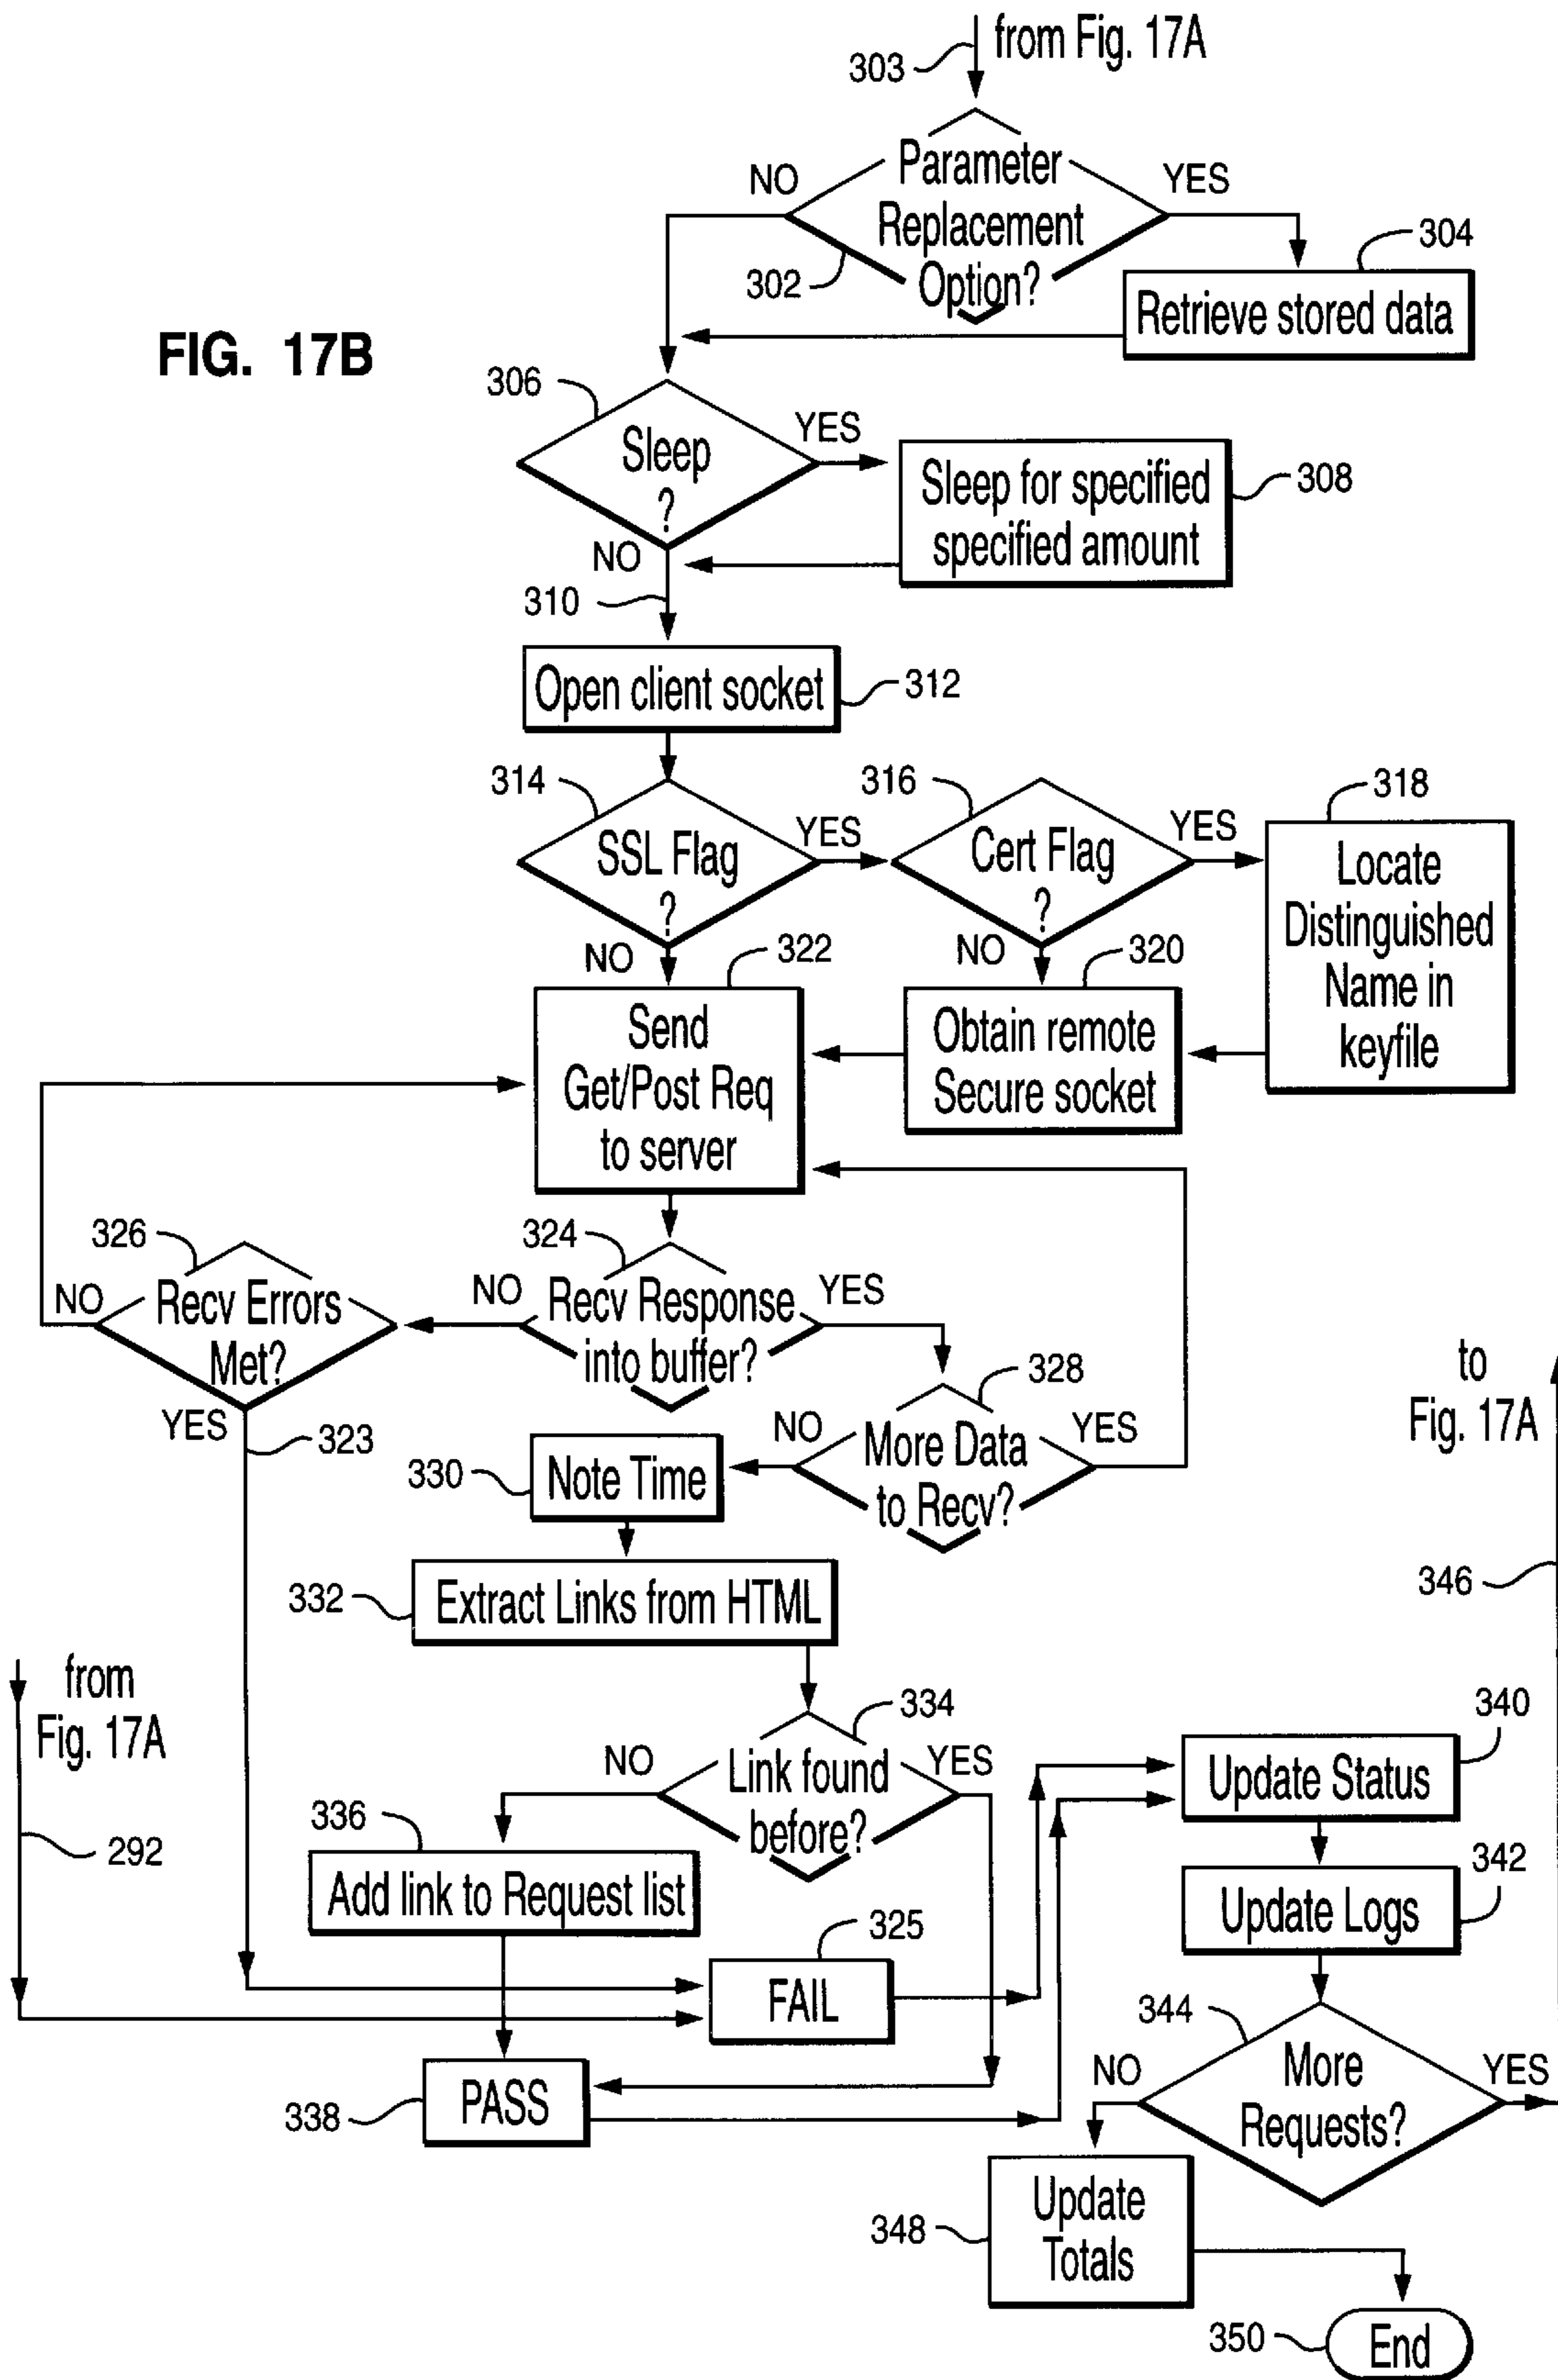 from Fig. 17A
303
Parameter
Replacement
Option?
NO
YES
302
304
Retrieve stored data
FIG. 17B
306
Sleep
?
YES
NO
Sleep for specified
specified amount
308
310
Open client socket
312
314
SSL Flag
?
YES
NO
316
Cert Flag
?
YES
NO
318
Locate
Distinguished
Name in
keyfile
320
Obtain remote
Secure socket
322
Send
Get/Post Req
to server
326
Recv Errors
Met?
NO
YES
323
324
Recv Response
into buffer?
NO
YES
328
More Data
to Recv?
NO
YES
to
Fig. 17A
330
Note Time
332
Extract Links from HTML
346
from
Fig. 17A
292
334
Link found
before?
NO
YES
336
Add link to Request list
325
FAIL
338
PASS
340
Update Status
342
Update Logs
344
More
Requests?
NO
YES
348
Update
Totals
350
End